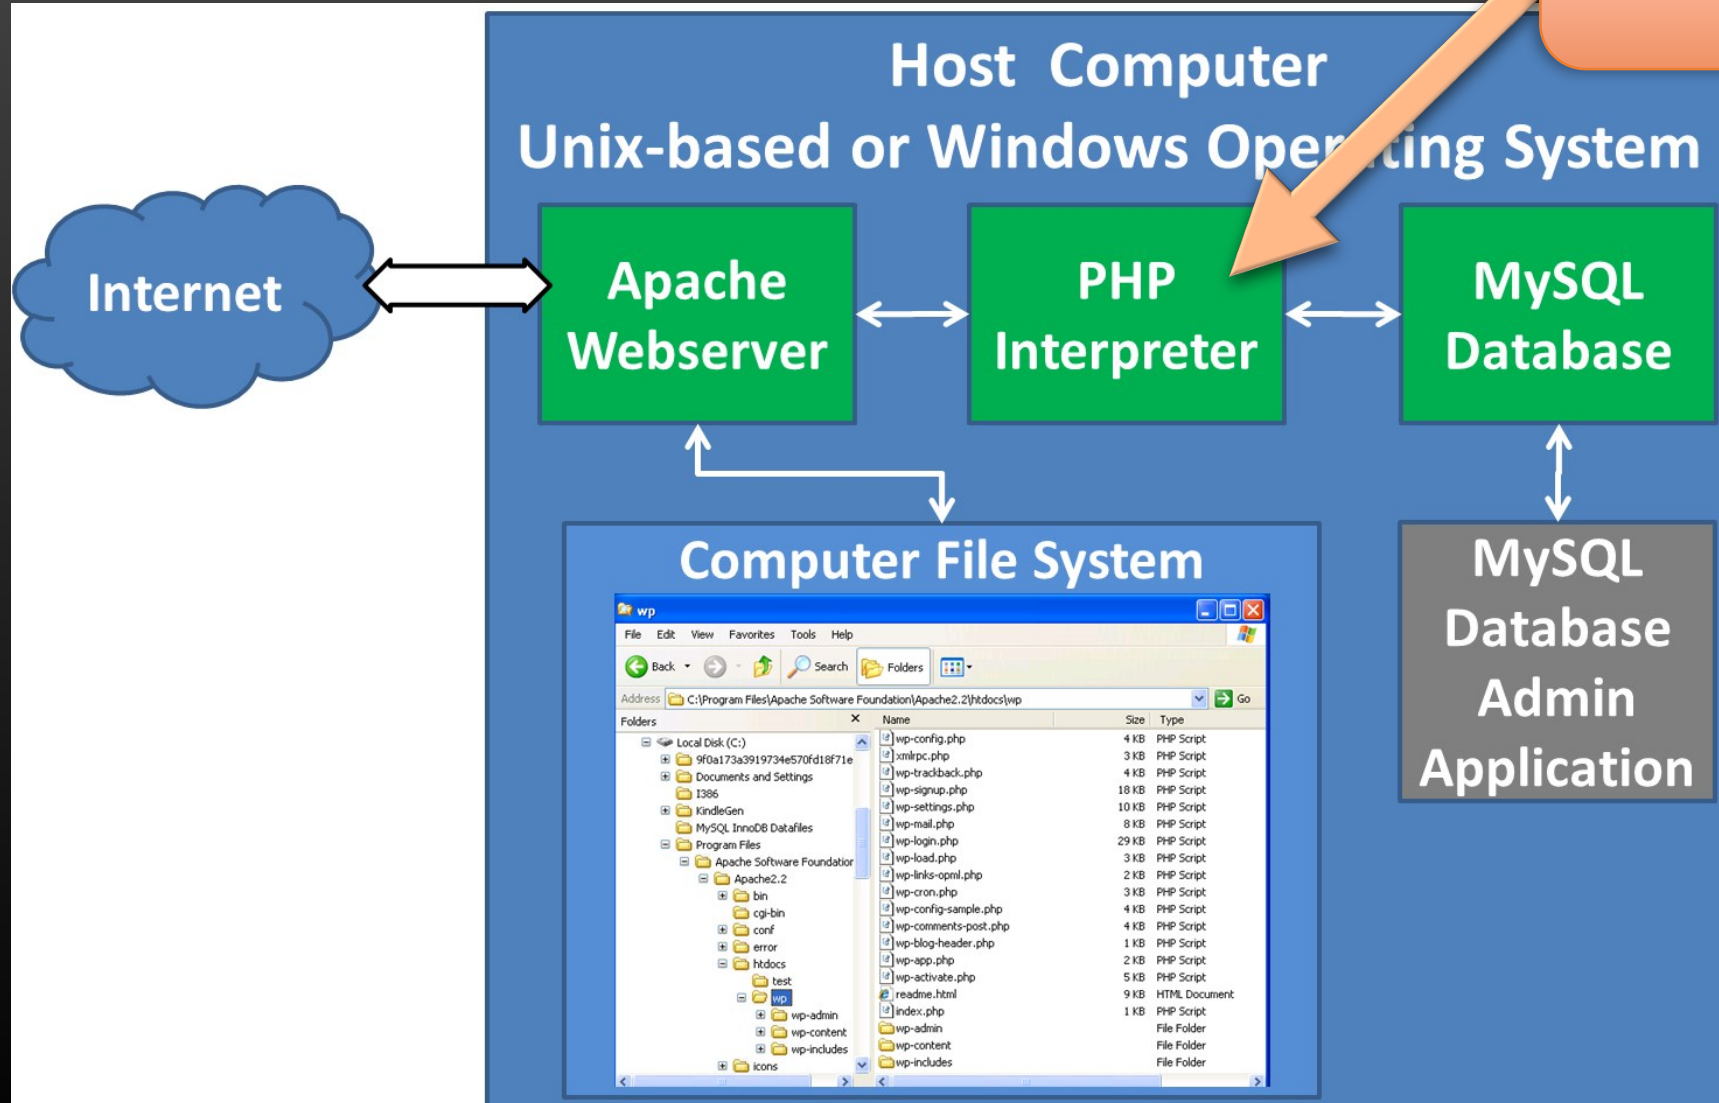 Host Computer
Unix-based or Windows Operating System
Internet
Apache
Webserver
PHP
Interpreter
MySQL
Database
Computer File System
wp
File Edit View Favorites Tools Help
Back Search Folders
Address C:\Program Files\Apache Software Foundation\Apache2.2\htdocs\wp Go
Folders X
Local Disk (C:)
9f0a173a3919734e570fd18f71e
Documents and Settings
I386
KindleGen
MySQL InnoDB Datafiles
Program Files
Apache Software Foundation
Apache2.2
bin
cgi-bin
conf
error
htdocs
test
wp
wp-admin
wp-content
wp-includes
icons
Name Size Type
wp-config.php 4 KB PHP Script
xmlrpc.php 3 KB PHP Script
wp-trackback.php 4 KB PHP Script
wp-signup.php 18 KB PHP Script
wp-settings.php 10 KB PHP Script
wp-mail.php 8 KB PHP Script
wp-login.php 29 KB PHP Script
wp-load.php 3 KB PHP Script
wp-links-opml.php 2 KB PHP Script
wp-cron.php 3 KB PHP Script
wp-config-sample.php 4 KB PHP Script
wp-comments-post.php 4 KB PHP Script
wp-blog-header.php 1 KB PHP Script
wp-app.php 2 KB PHP Script
wp-activate.php 5 KB PHP Script
readme.html 9 KB HTML Document
index.php 1 KB PHP Script
wp-admin File Folder
wp-content File Folder
wp-includes File Folder
MySQL
Database
Admin
Application